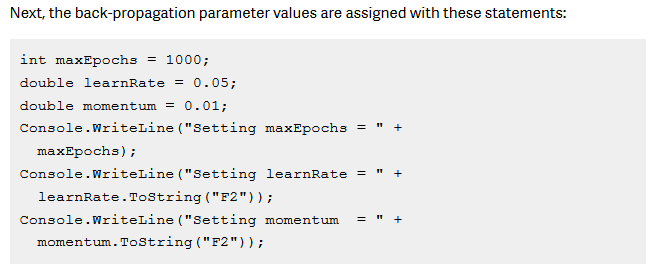 Next, the back-propagation parameter values are assigned with these statements:
int maxEpochs = 1000;
double learnRate = 0.05;
double momentum = 0.01;
Console.WriteLine("Setting maxEpochs = " +
  maxEpochs);
Console.WriteLine("Setting learnRate = " +
  learnRate.ToString("F2"));
Console.WriteLine("Setting momentum  = " +
  momentum.ToString("F2"));